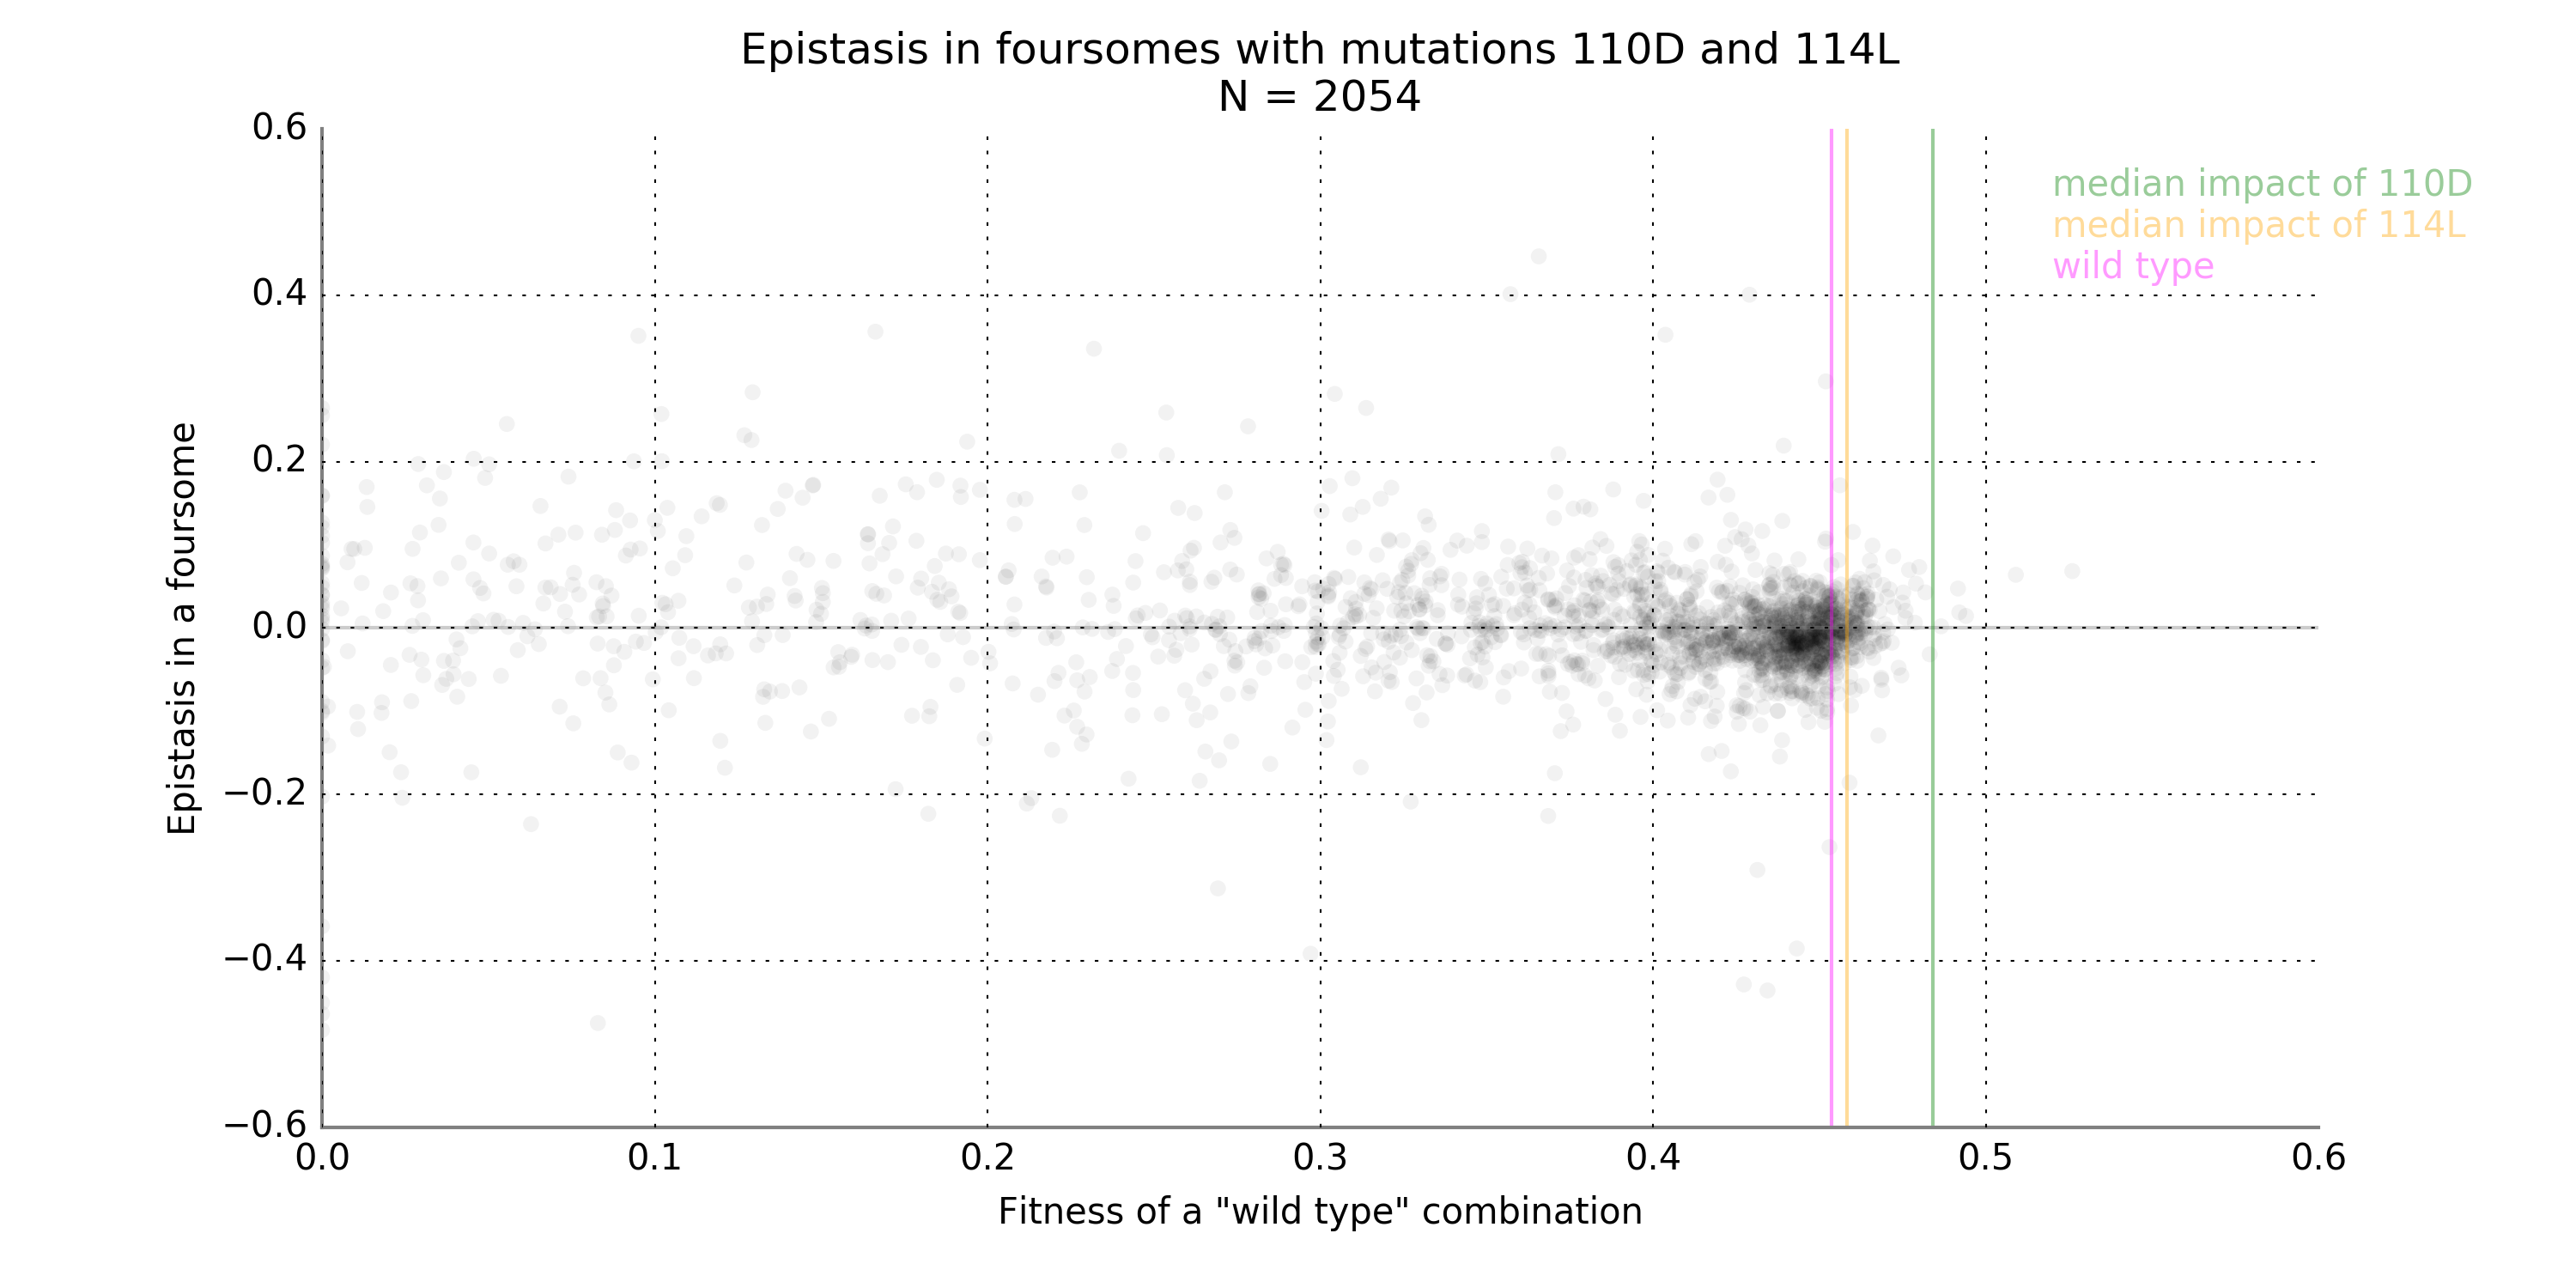 Epistasis in foursomes with mutations 110D and 114L
N = 2054
median impact of 110D
median impact of 114L
wild type
Epistasis in a foursome
0.6
0.4
0.2
0.0
−0.2
−0.4
−0.6
0.0 0.1 0.2 0.3 0.4 0.5 0.6
Fitness of a "wild type" combination